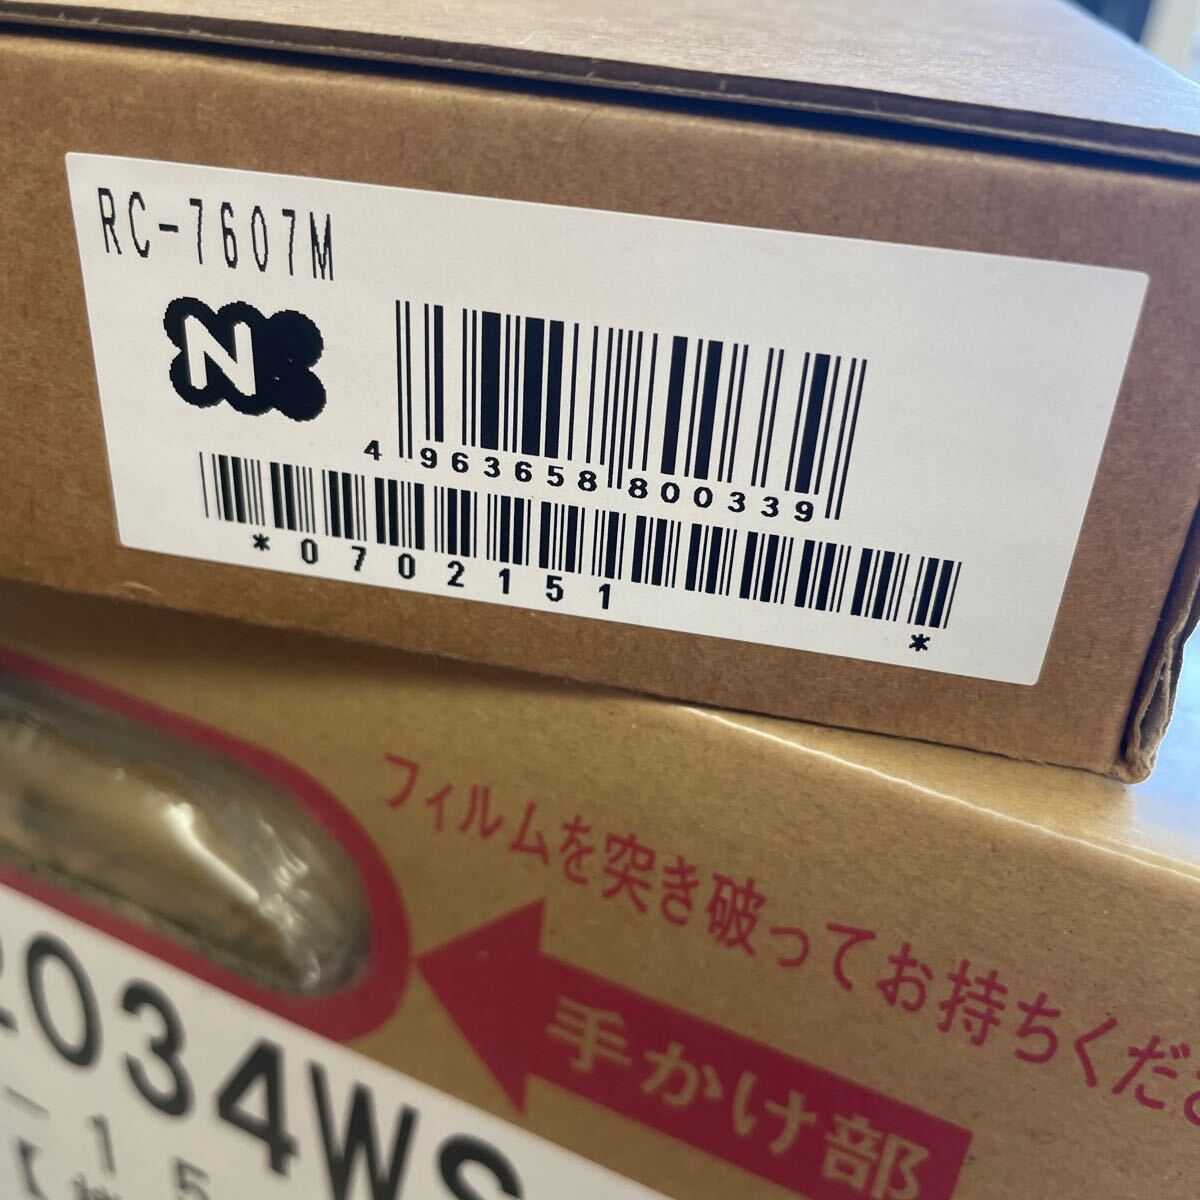 RC-7607M
N
4 963658 800339
*0702151*
フィルムを突き破ってお持ちくださ
手かけ部
2034WS
15